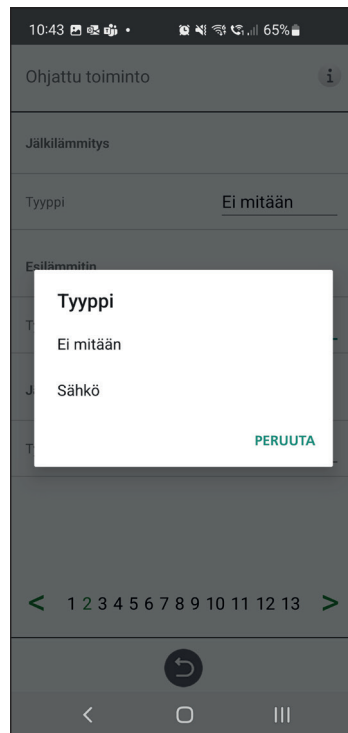 10:43 65%
Ohjattu toiminto i
Jälkilämmitys
Tyyppi Ei mitään
Esilämmitin
Tyyppi
Ei mitään
Sähkö
PERUUTA
< 1 2 3 4 5 6 7 8 9 10 11 12 13 >